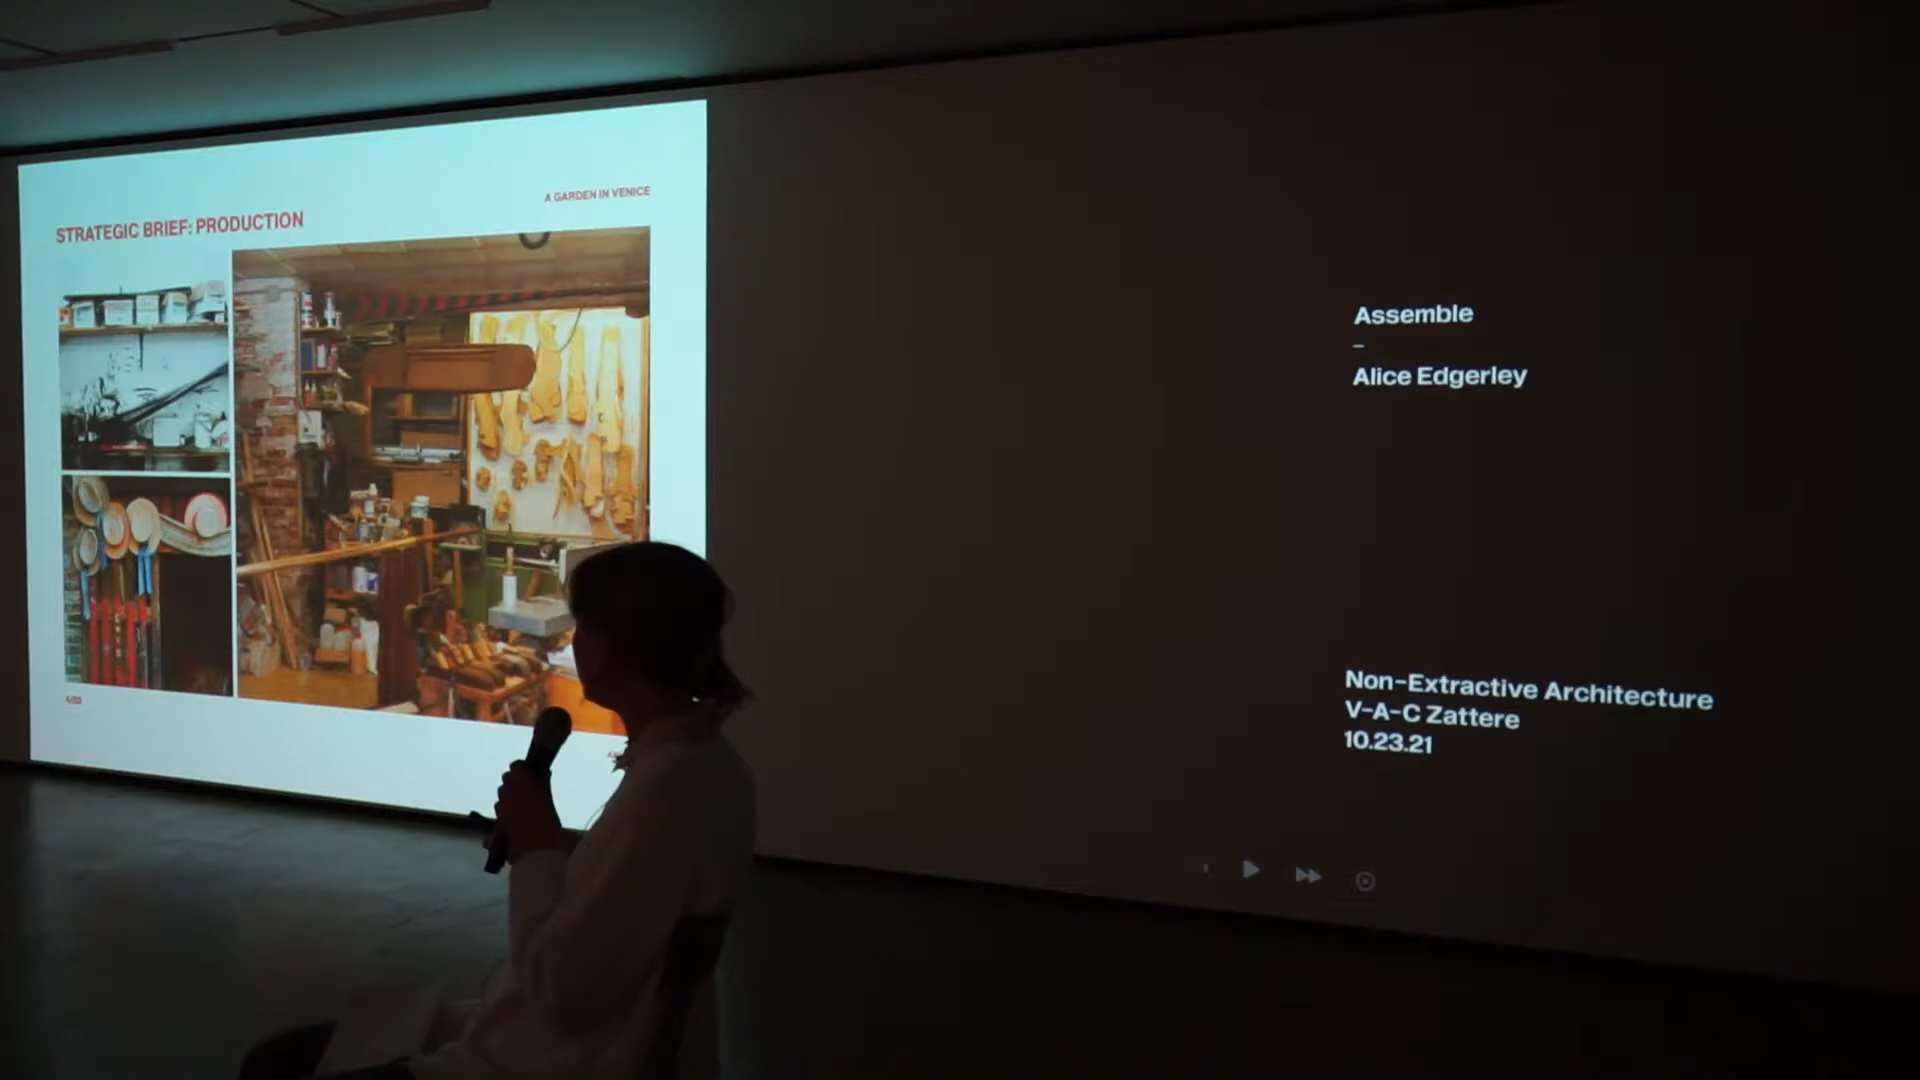 A GARDEN IN VENICE
STRATEGIC BRIEF: PRODUCTION
Assemble
–
Alice Edgerley
Non-Extractive Architecture
V-A-C Zattere
10.23.21